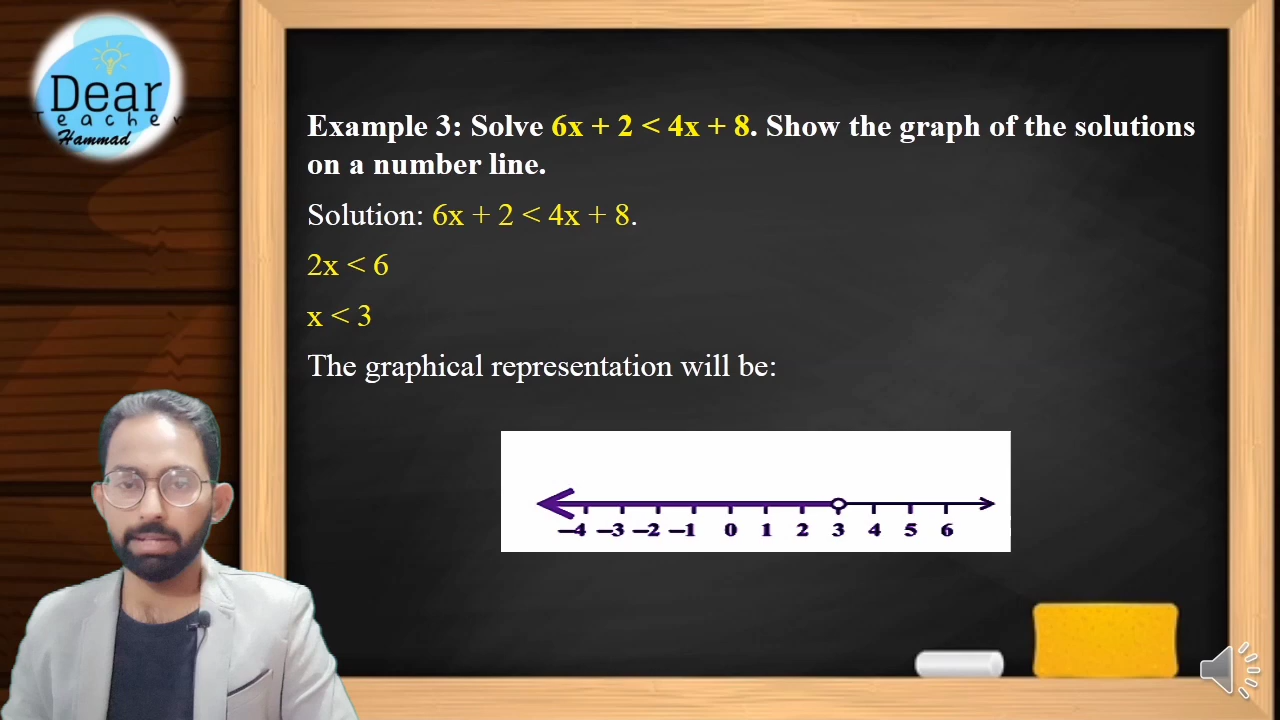 Dear
Teacher
Hammad
Example 3: Solve 6x + 2 < 4x + 8. Show the graph of the solutions
on a number line.
Solution: 6x + 2 < 4x + 8.
2x < 6
x < 3
The graphical representation will be:
–4 –3 –2 –1 0 1 2 3 4 5 6